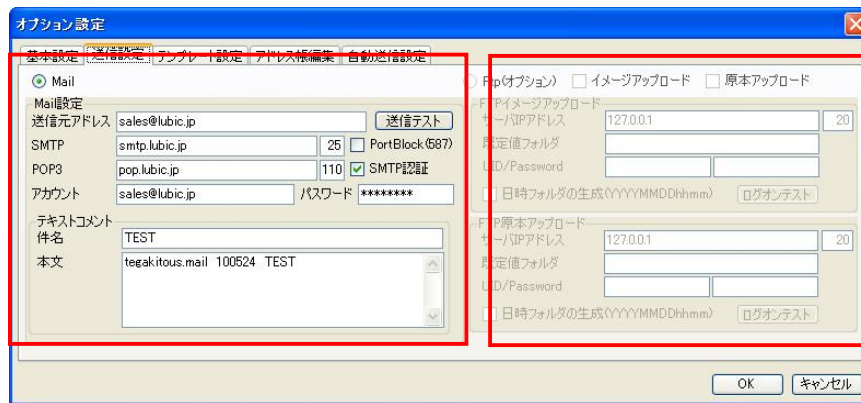 オプション設定
基本設定 送信設定 テンプレート設定 アドレス帳編集 自動送信設定
Mail
Mail設定
送信元アドレス sales@lubic.jp 送信テスト
SMTP smtp.lubic.jp 25 PortBlock(587)
POP3 pop.lubic.jp 110 SMTP認証
アカウント sales@lubic.jp パスワード ********
テキストコメント
件名 TEST
本文 tegakitous.mail 100524 TEST
Ftp(オプション) イメージアップロード 原本アップロード
FTPイメージアップロード
サーバIPアドレス 127.0.0.1 20
既定値フォルダ
UID/Password
日時フォルダの生成(YYYYMMDDhhmm) ログオンテスト
FTP原本アップロード
サーバIPアドレス 127.0.0.1 20
既定値フォルダ
UID/Password
日時フォルダの生成(YYYYMMDDhhmm) ログオンテスト
OK キャンセル